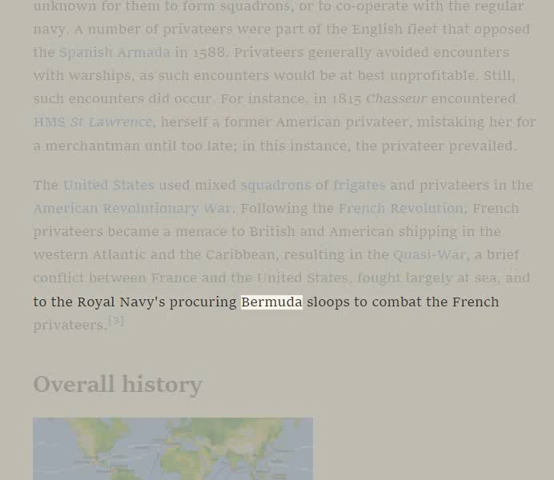 unknown for them to form squadrons, or to co-operate with the regular
navy. A number of privateers were part of the English fleet that opposed
the Spanish Armada in 1588. Privateers generally avoided encounters
with warships, as such encounters would be at best unprofitable. Still,
such encounters did occur. For instance, in 1815 Chasseur encountered
HMS St Lawrence, herself a former American privateer, mistaking her for
a merchantman until too late; in this instance, the privateer prevailed.
The United States used mixed squadrons of frigates and privateers in the
American Revolutionary War. Following the French Revolution, French
privateers became a menace to British and American shipping in the
western Atlantic and the Caribbean, resulting in the Quasi-War, a brief
conflict between France and the United States, fought largely at sea, and
to the Royal Navy's procuring Bermuda sloops to combat the French
privateers.[3]
Overall history